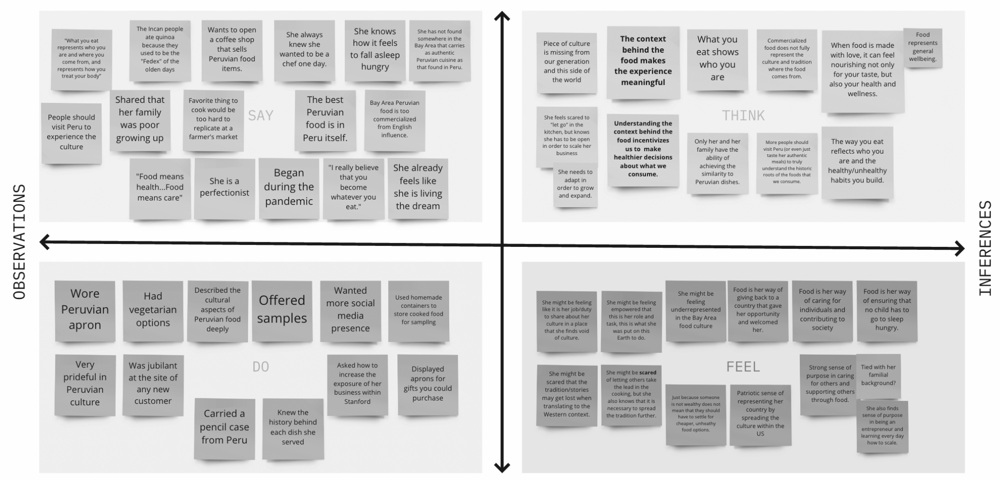 "What you eat
represents who you
are and where you
come from, and
represents how you
treat your body"
The Incan people
ate quinoa
because they
used to be the
"Fedex" of the
olden days
Wants to open
a coffee shop
that sells
Peruvian food
items.
She always
knew she
wanted to be a
chef one day.
She knows
how it feels
to fall asleep
hungry
She has not found
somewhere in the
Bay Area that carries
as authentic
Peruvian cuisine as
that found in Peru.
People should
visit Peru to
experience the
culture
Shared that
her family
was poor
growing up
Favorite thing to
cook would be
too hard to
replicate at a
farmer's market
SAY
The best
Peruvian
food is in
Peru itself.
Bay Area Peruvian
food is too
commercialized
from English
influence.
"Food means
health...Food
means care"
She is a
perfectionist
Began
during the
pandemic
"I really believe
that you
become
whatever you
eat."
She already
feels like
she is living
the dream
Piece of culture
is missing from
our generation
and this side of
the world
The context
behind the
food makes
the experience
meaningful
What you
eat shows
who you
are
Commercialized
food does not fully
represent the
culture and tradition
where the food
comes from.
When food is made
with love, it can feel
nourishing not only
for your taste, but
also your health and
wellness.
Food
represents
general
wellbeing.
She feels scared to
"let go" in the
kitchen, but knows
she has to be open
in order to scale her
business
She needs to
adapt in
order to grow
and expand.
Understanding the
context behind the
food incentivizes
us to make
healthier decisions
about what we
consume.
THINK
Only her and her
family have the
ability of
achieving the
similarity to
Peruvian dishes.
More people should
visit Peru (or even just
taste her authentic
meals) to truly
understand the historic
roots of the foods that
we consume.
The way you eat
reflects who you
are and the
healthy/unhealthy
habits you build.
OBSERVATIONS
INFERENCES
Wore
Peruvian
apron
Had
vegetarian
options
Described the
cultural
aspects of
Peruvian food
deeply
Offered
samples
Wanted
more social
media
presence
Used homemade
containers to
store cooked food
for sampling
Very
prideful in
Peruvian
culture
Was jubilant
at the site of
any new
customer
DO
Carried a
pencil case
from Peru
Knew the
history behind
each dish she
served
Asked how to
increase the
exposure of her
business within
Stanford
Displayed
aprons for
gifts you could
purchase
She might be feeling
like it is her job/duty
to share about her
culture in a place
that she finds void
of culture.
She might be feeling
empowered that
this is her role and
task, this is what she
was put on this
Earth to do.
She might be
feeling
underrepresented
in the Bay Area
food culture
Food is her way of
giving back to a
country that gave
her opportunity
and welcomed
her.
Food is her way
of caring for
individuals and
contributing to
society
Food is her way
of ensuring that
no child has to
go to sleep
hungry.
She might be
scared that the
tradition/stories
may get lost when
translating to the
Western context.
She might be scared
of letting others take
the lead in the
cooking, but she
also knows that it is
necessary to spread
the tradition further.
FEEL
Just because someone
is not wealthy does not
mean that they should
have to settle for
cheaper, unheathy
food options.
Patriotic sense of
representing her
country by
spreading the
culture within the
US
Strong sense of
purpose in caring
for others and
supporting others
through food.
Tied with her
familial
background?
She also finds
sense of purpose
in being an
entrepreneur and
learning every day
how to scale.